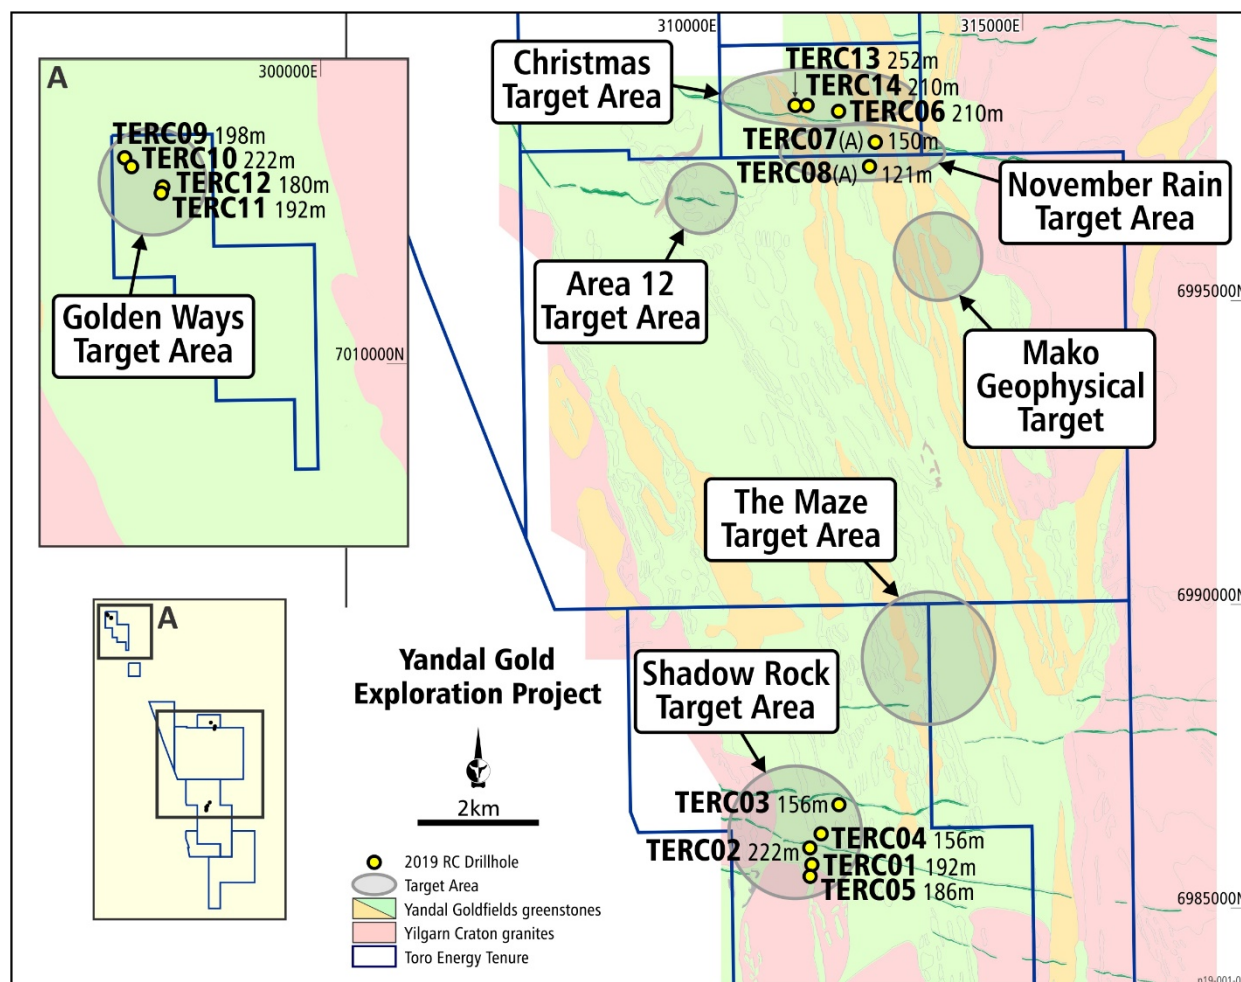 310000E
315000E
A
300000E
TERC09 198m
TERC10 222m
TERC12 180m
TERC11 192m
Golden Ways
Target Area
7010000N
Christmas
Target Area
TERC13 252m
TERC14 210m
TERC06 210m
TERC07(A) 150m
TERC08(A) 121m
November Rain
Target Area
Area 12
Target Area
6995000N
Mako
Geophysical
Target
The Maze
Target Area
6990000N
A
Yandal Gold
Exploration Project
2km
Shadow Rock
Target Area
TERC03 156m
TERC04 156m
TERC02 222m
TERC01 192m
TERC05 186m
6985000N
2019 RC Drillhole
Target Area
Yandal Goldfields greenstones
Yilgarn Craton granites
Toro Energy Tenure